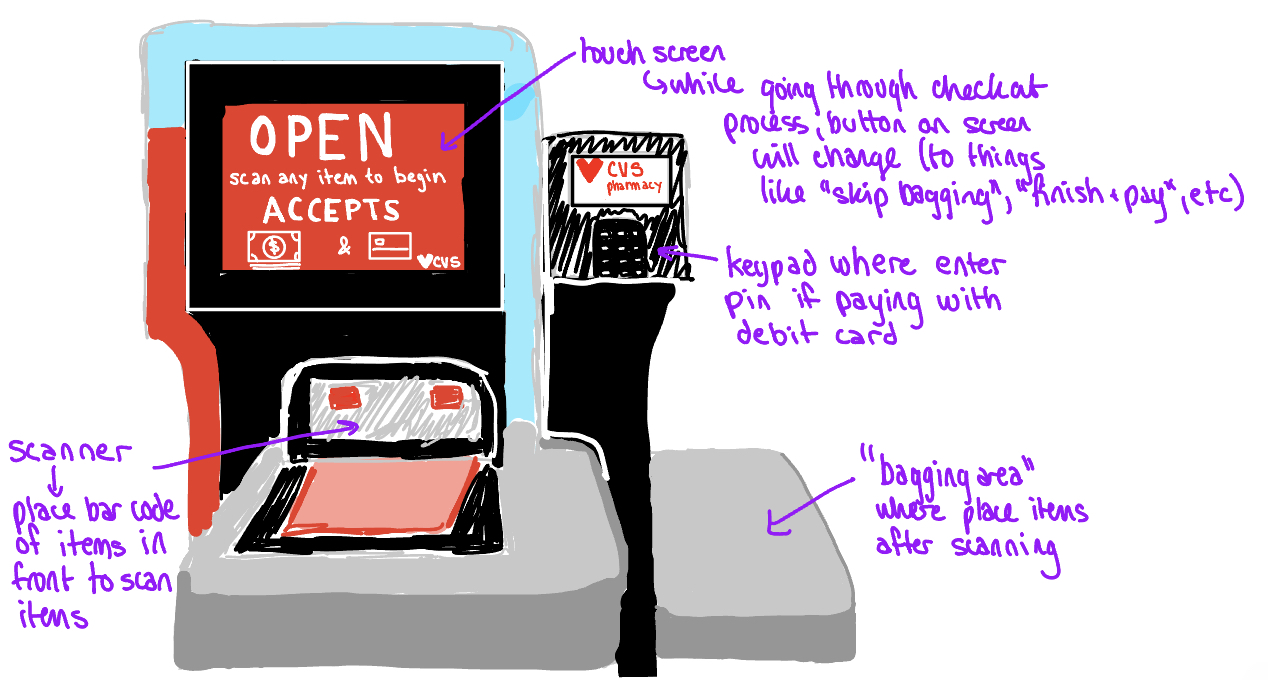 OPEN
scan any item to begin
ACCEPTS
$
&
CVS
CVS
pharmacy
touch screen
while going through checkout
process, button on screen
will change (to things
like "skip bagging", "finish + pay", etc)
keypad where enter
pin if paying with
debit card
scanner
place bar code
of items in
front to scan
items
"bagging area"
where place items
after scanning